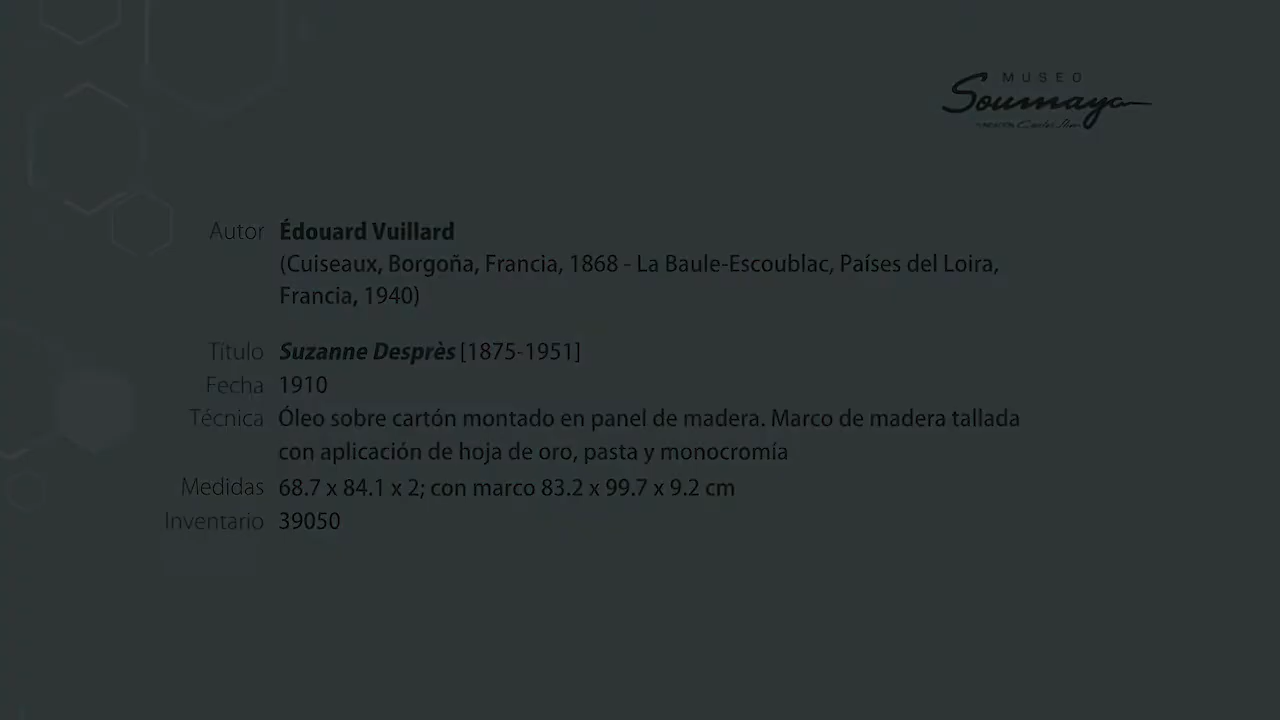 MUSEO
Soumaya
FUNDACIÓN Carlos Slim
Autor Édouard Vuillard
(Cuiseaux, Borgoña, Francia, 1868 - La Baule-Escoublac, Países del Loira,
Francia, 1940)
Título Suzanne Desprès [1875-1951]
Fecha 1910
Técnica Óleo sobre cartón montado en panel de madera. Marco de madera tallada
con aplicación de hoja de oro, pasta y monocromía
Medidas 68.7 x 84.1 x 2; con marco 83.2 x 99.7 x 9.2 cm
Inventario 39050